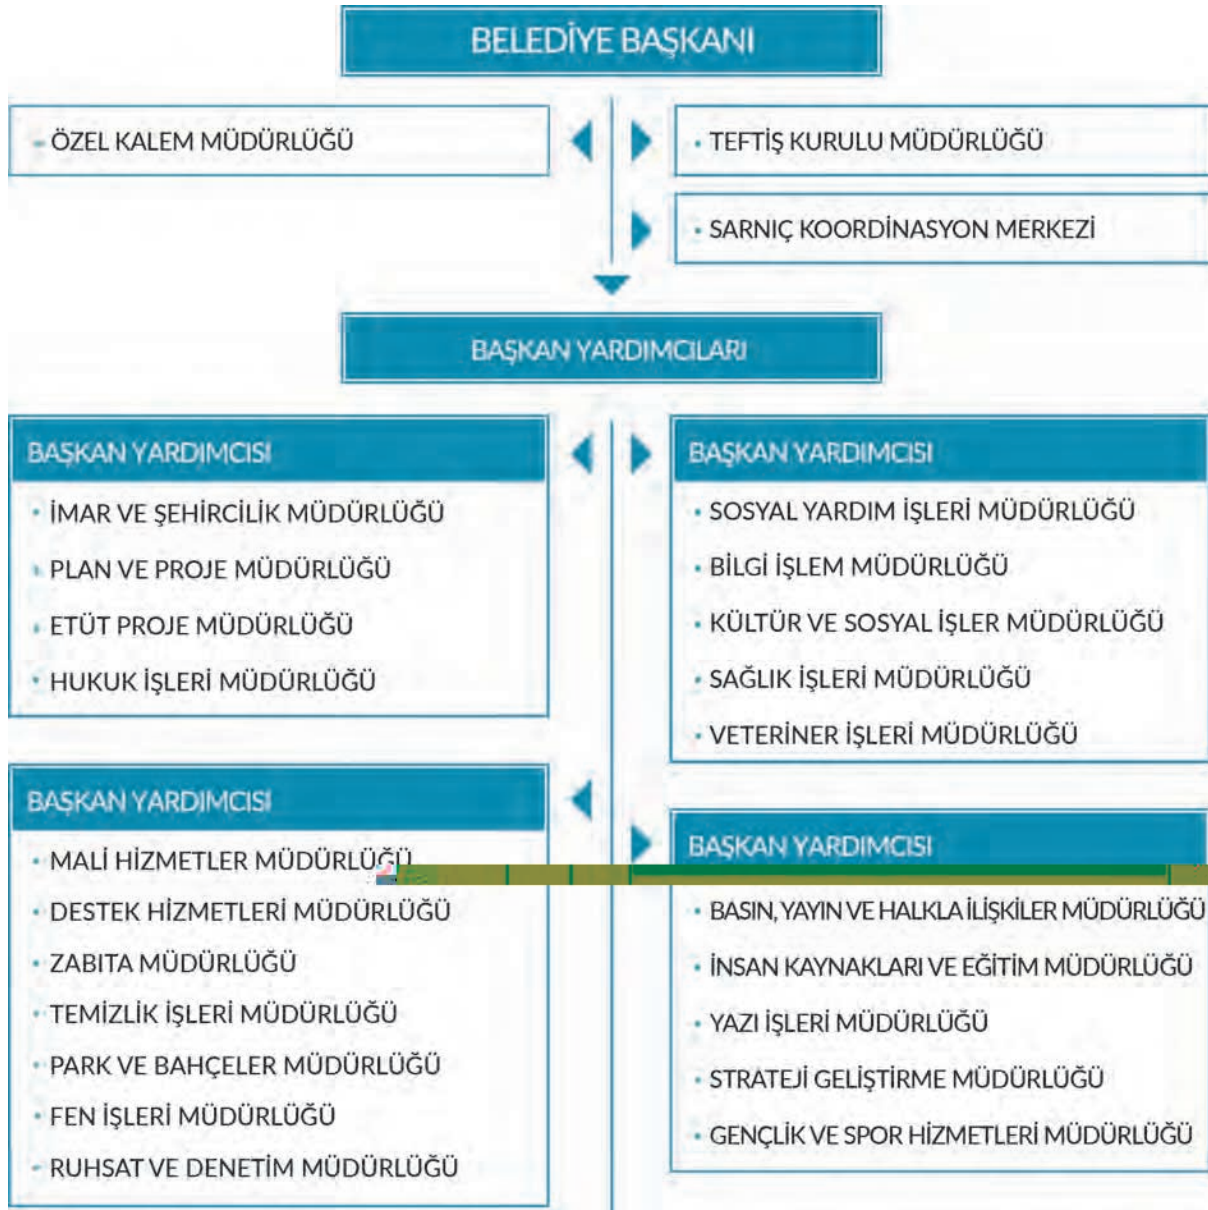 BELEDİYE BAŞKANI
ÖZEL KALEM MÜDÜRLÜĞÜ
TEFTİŞ KURULU MÜDÜRLÜĞÜ
SARNIÇ KOORDİNASYON MERKEZİ
BAŞKAN YARDIMCILARI
BAŞKAN YARDIMCISI
İMAR VE ŞEHİRCİLİK MÜDÜRLÜĞÜ
PLAN VE PROJE MÜDÜRLÜĞÜ
ETÜT PROJE MÜDÜRLÜĞÜ
HUKUK İŞLERİ MÜDÜRLÜĞÜ
BAŞKAN YARDIMCISI
SOSYAL YARDIM İŞLERİ MÜDÜRLÜĞÜ
BİLGİ İŞLEM MÜDÜRLÜĞÜ
KÜLTÜR VE SOSYAL İŞLER MÜDÜRLÜĞÜ
SAĞLIK İŞLERİ MÜDÜRLÜĞÜ
VETERİNER İŞLERİ MÜDÜRLÜĞÜ
BAŞKAN YARDIMCISI
MALİ HİZMETLER MÜDÜRLÜĞÜ
DESTEK HİZMETLERİ MÜDÜRLÜĞÜ
ZABITA MÜDÜRLÜĞÜ
TEMİZLİK İŞLERİ MÜDÜRLÜĞÜ
PARK VE BAHÇELER MÜDÜRLÜĞÜ
FEN İŞLERİ MÜDÜRLÜĞÜ
RUHSAT VE DENETİM MÜDÜRLÜĞÜ
BAŞKAN YARDIMCISI
BASIN, YAYIN VE HALKLA İLİŞKİLER MÜDÜRLÜĞÜ
İNSAN KAYNAKLARI VE EĞİTİM MÜDÜRLÜĞÜ
YAZI İŞLERİ MÜDÜRLÜĞÜ
STRATEJİ GELİŞTİRME MÜDÜRLÜĞÜ
GENÇLİK VE SPOR HİZMETLERİ MÜDÜRLÜĞÜ